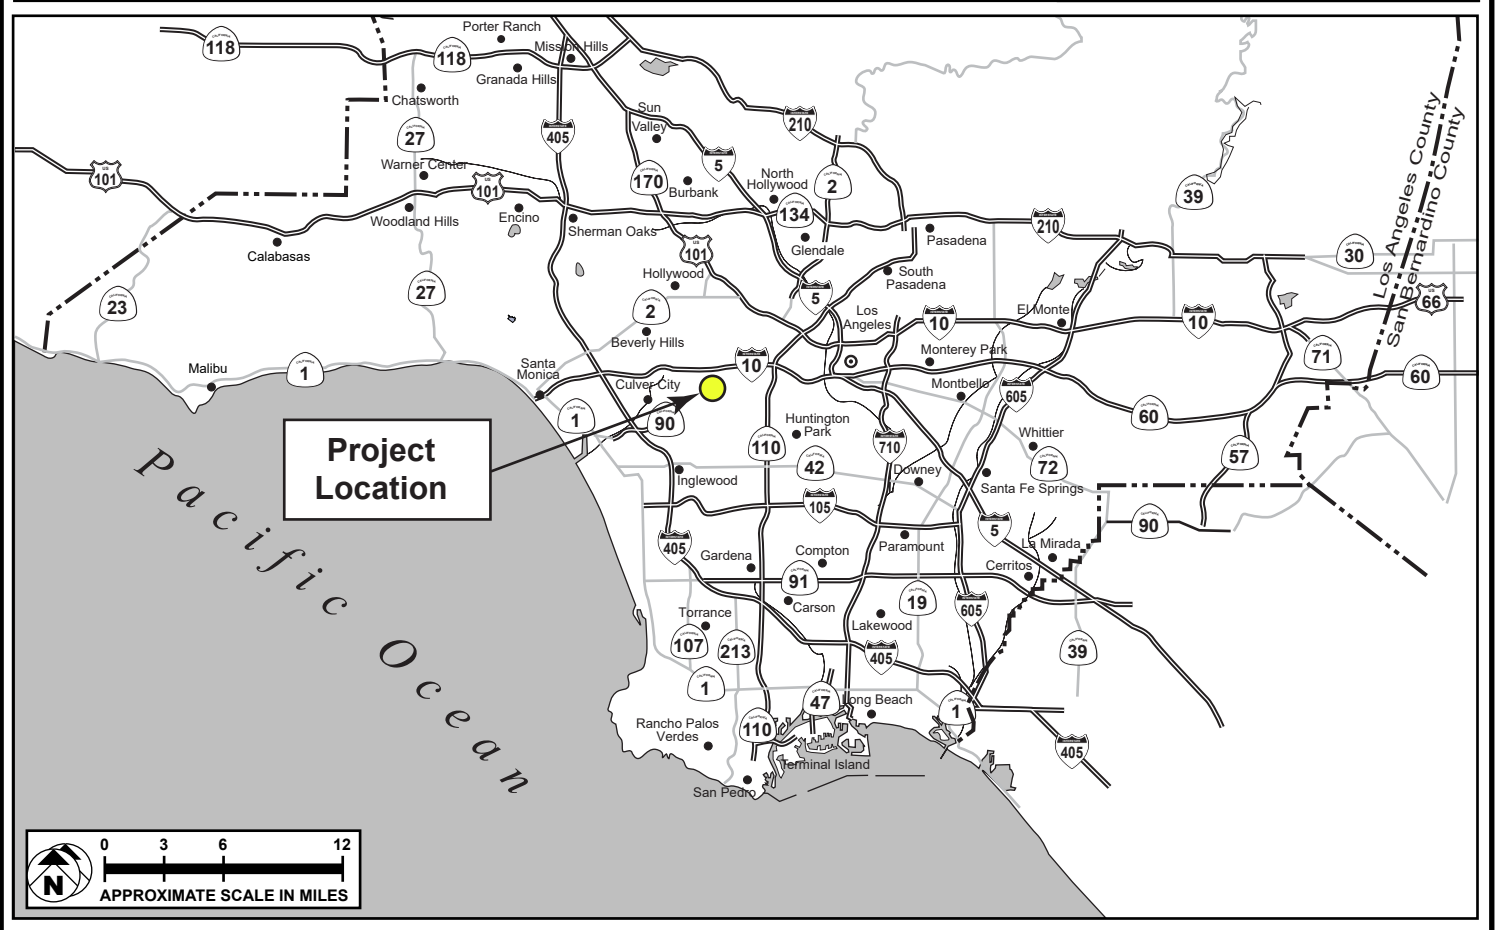 Porter Ranch
118
118
Mission Hills
Granada Hills
Chatsworth
27
405
Sun
Valley
210
5
Warner Center
101
101
170
Burbank
North
Hollywood
2
134
39
Los Angeles County
San Bernardino County
Woodland Hills
Encino
Sherman Oaks
Calabasas
101
Glendale
Pasadena
210
30
Hollywood
South
Pasadena
23
27
2
5
Los
Angeles
10
El Monte
10
66
Beverly Hills
Monterey Park
71
Malibu
1
Santa
Monica
10
60
Culver City
Montbello
605
1
90
Huntington
Park
60
Project
Location
110
710
Whittier
57
42
72
Inglewood
Downey
Santa Fe Springs
105
5
90
405
Gardena
Compton
Paramount
La Mirada
Cerritos
91
Carson
19
605
Torrance
Lakewood
107
213
405
39
1
47
Long Beach
1
Rancho Palos
Verdes
110
405
Terminal Island
San Pedro
Pacific Ocean
0 3 6 12
N
APPROXIMATE SCALE IN MILES